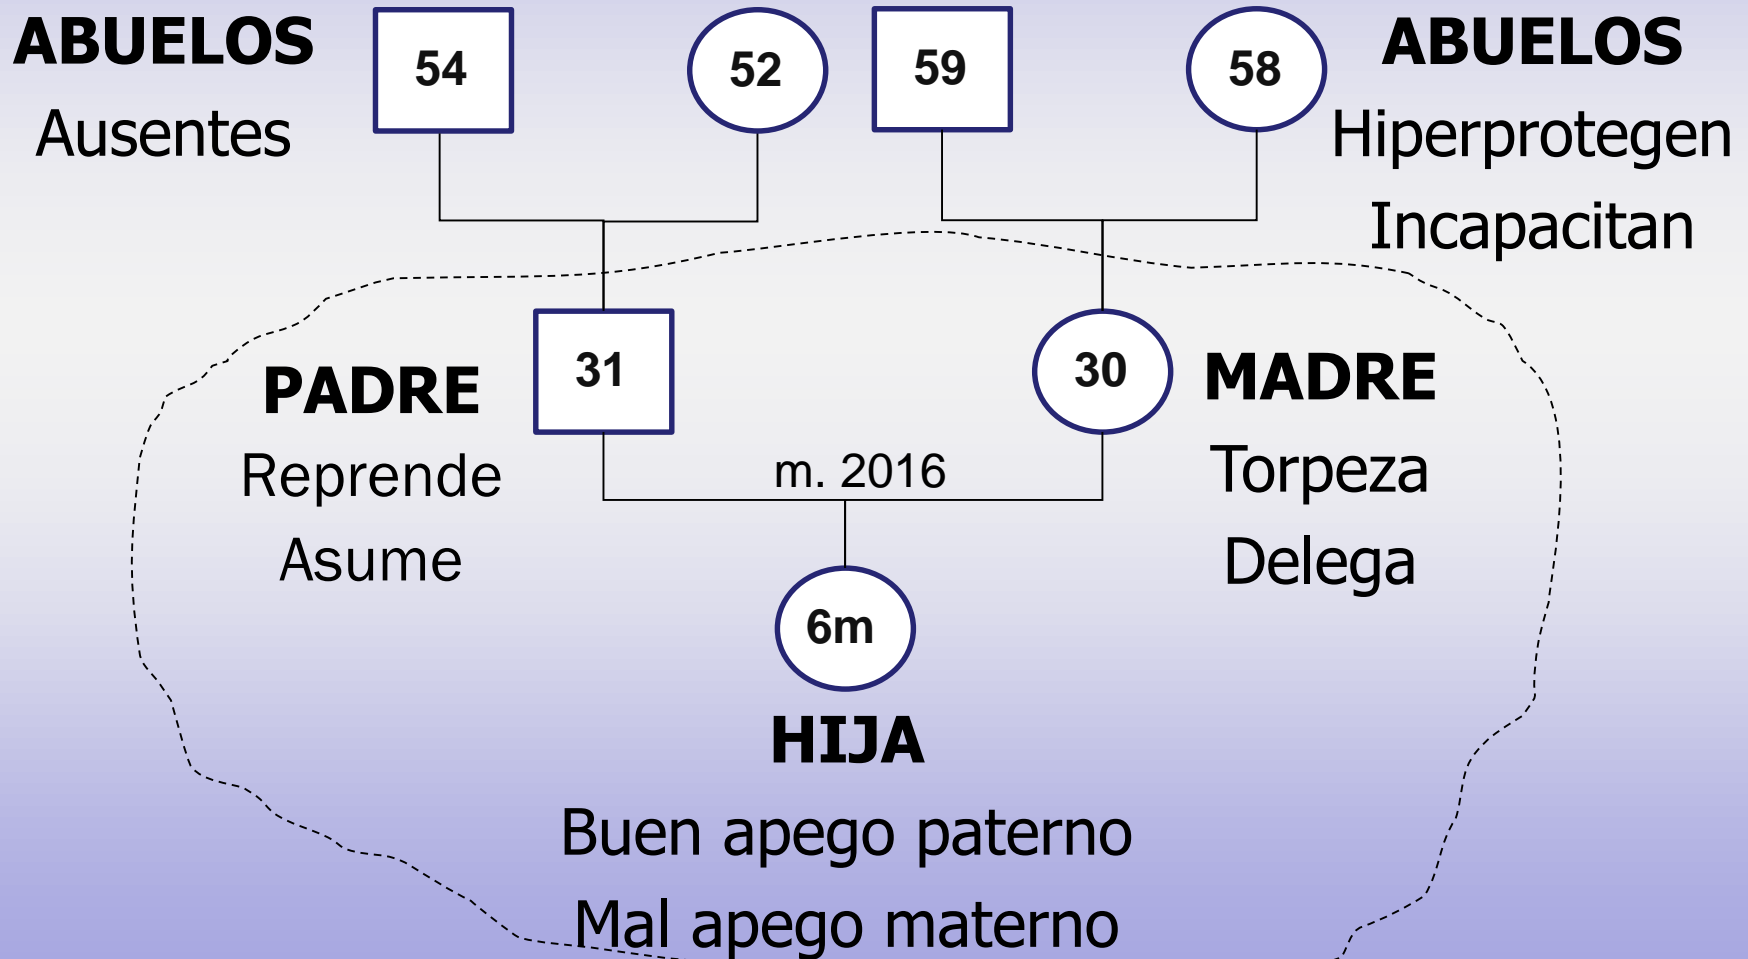 ABUELOS
Ausentes
54
52
59
58
ABUELOS
Hiperprotegen
Incapacitan
PADRE
Reprende
Asume
31
m. 2016
30
MADRE
Torpeza
Delega
6m
HIJA
Buen apego paterno
Mal apego materno